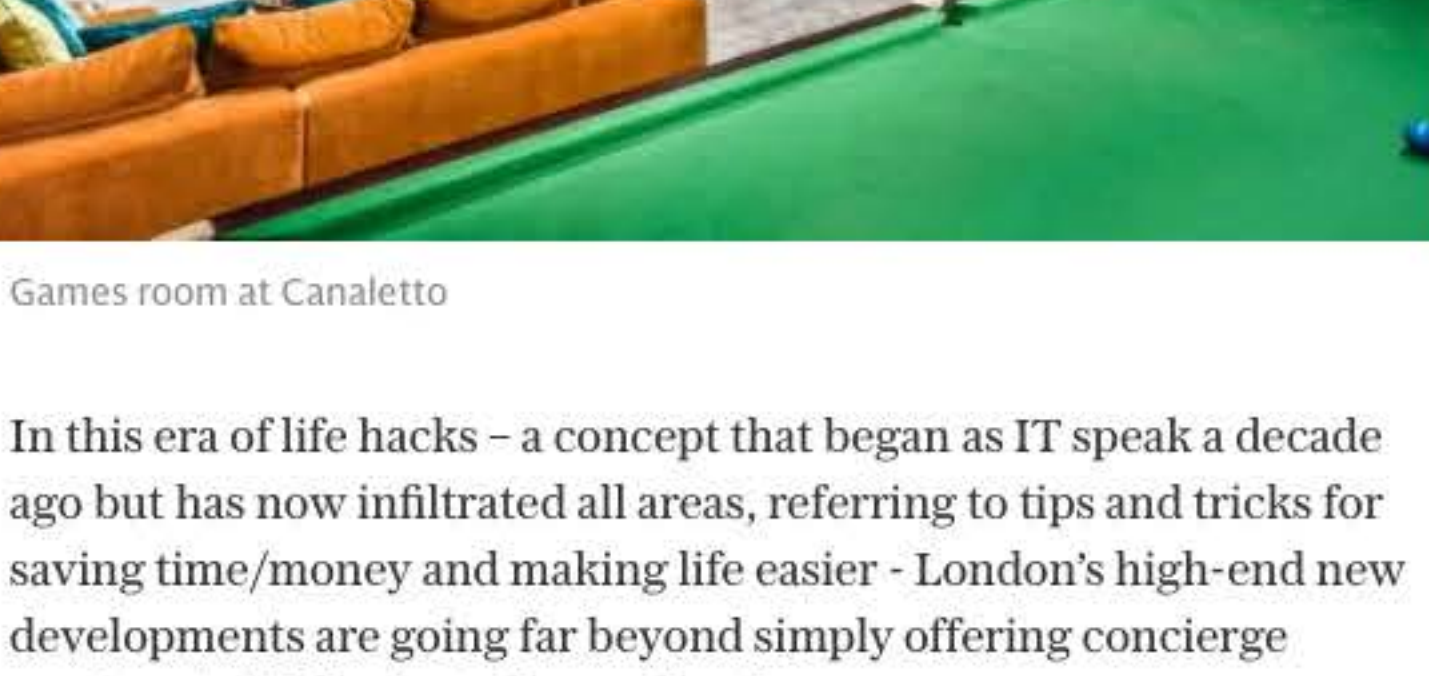 Games room at Canaletto
In this era of life hacks – a concept that began as IT speak a decade
ago but has now infiltrated all areas, referring to tips and tricks for
saving time/money and making life easier - London’s high-end new
developments are going far beyond simply offering concierge